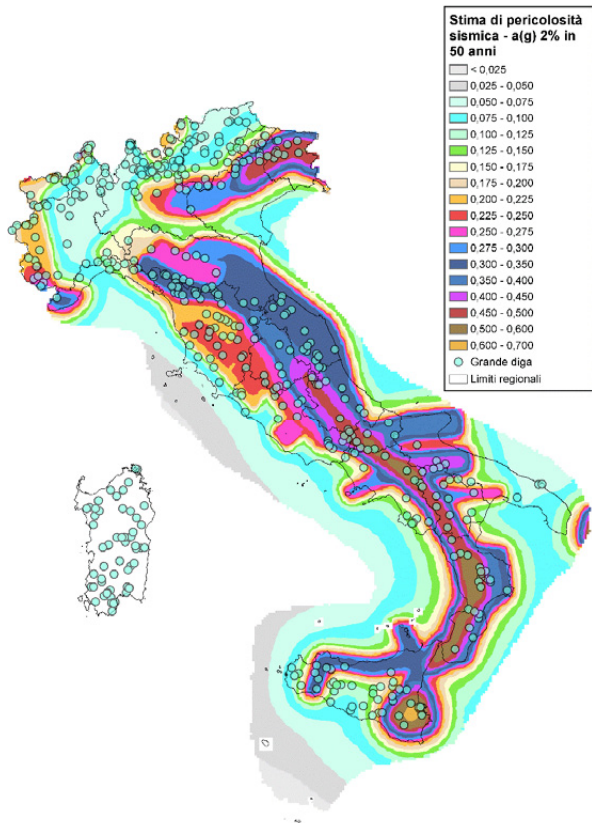 Stima di pericolosità
sismica - a(g) 2% in
50 anni
< 0,025
0,025 - 0,050
0,050 - 0,075
0,075 - 0,100
0,100 - 0,125
0,125 - 0,150
0,150 - 0,175
0,175 - 0,200
0,200 - 0,225
0,225 - 0,250
0,250 - 0,275
0,275 - 0,300
0,300 - 0,350
0,350 - 0,400
0,400 - 0,450
0,450 - 0,500
0,500 - 0,600
0,600 - 0,700
Grande diga
Limiti regionali